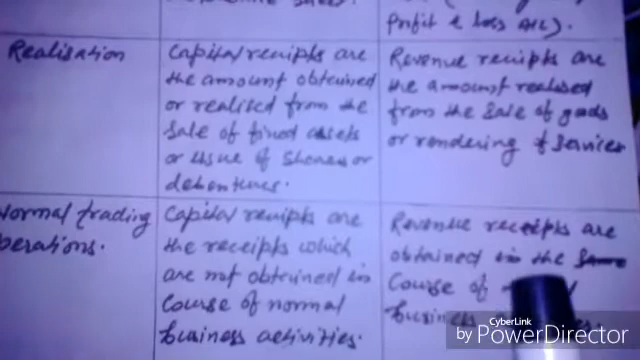 Profit & loss A/c).
Realisation
Capital receipts are
the amount obtained
or realised from the
Sale of fixed assets
or issue of Shares or
debentures.
Revenue receipts are
the amount realised
from the sale of goods
or rendering of services
Normal trading
operations.
Capital receipts are
the receipts which
are not obtained in
Course of normal
business activities.
Revenue receipts are
obtained in the
Course of
business
CyberLink
by PowerDirector